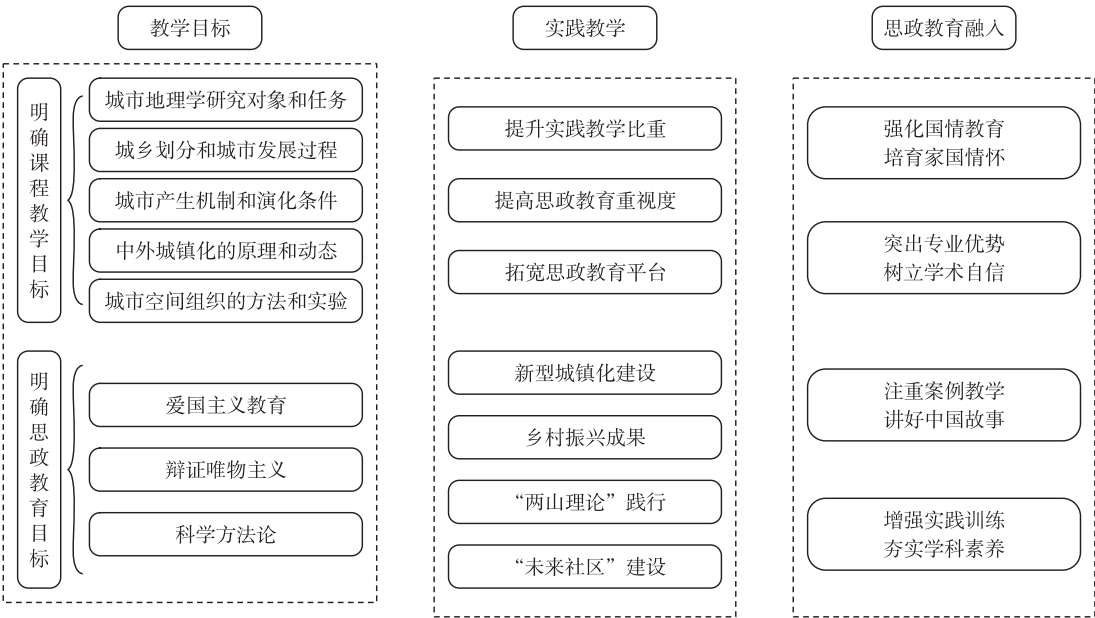 教学目标
明确课程教学目标
城市地理学研究对象和任务
城乡划分和城市发展过程
城市产生机制和演化条件
中外城镇化的原理和动态
城市空间组织的方法和实验
明确思政教育目标
爱国主义教育
辩证唯物主义
科学方法论
实践教学
提升实践教学比重
提高思政教育重视度
拓宽思政教育平台
新型城镇化建设
乡村振兴成果
“两山理论”践行
“未来社区”建设
思政教育融入
强化国情教育
培育家国情怀
突出专业优势
树立学术自信
注重案例教学
讲好中国故事
增强实践训练
夯实学科素养